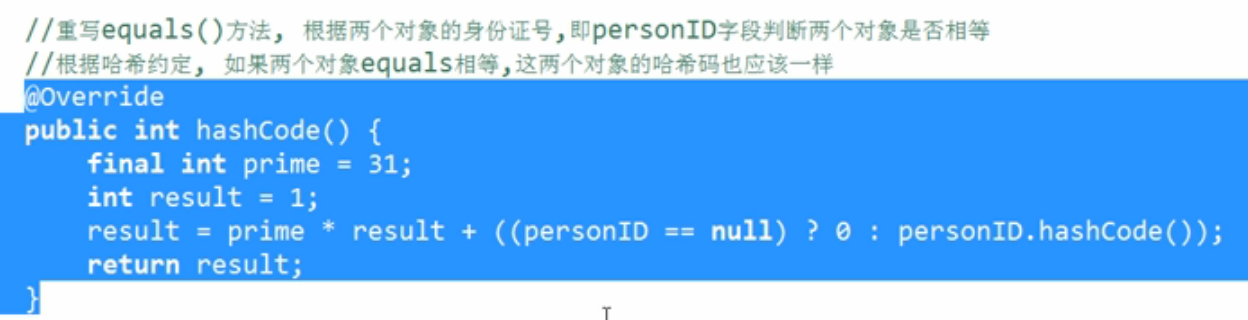 //重写equals()方法, 根据两个对象的身份证号,即personID字段判断两个对象是否相等
//根据哈希约定, 如果两个对象equals相等,这两个对象的哈希码也应该一样
@Override
public int hashCode() {
    final int prime = 31;
    int result = 1;
    result = prime * result + ((personID == null) ? 0 : personID.hashCode());
    return result;
}